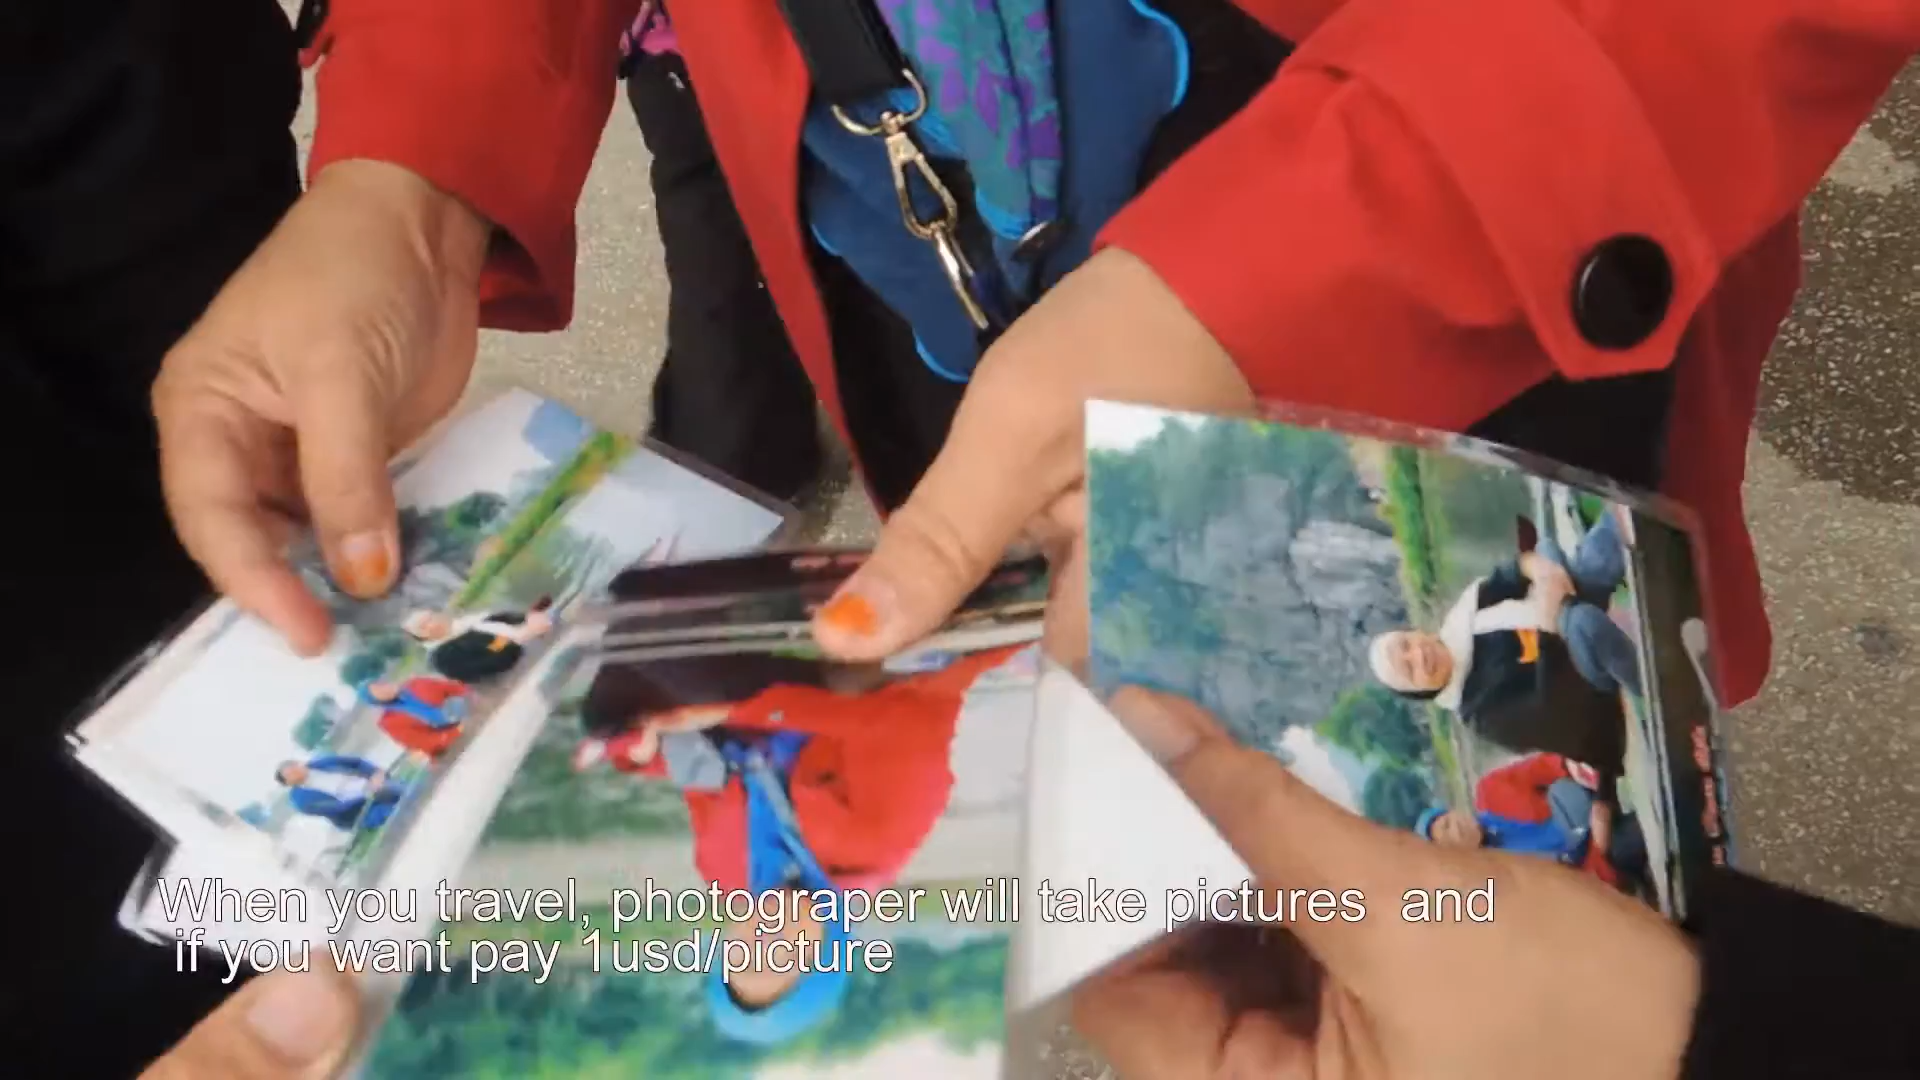 When you travel, photograper will take pictures and
if you want pay 1usd/picture